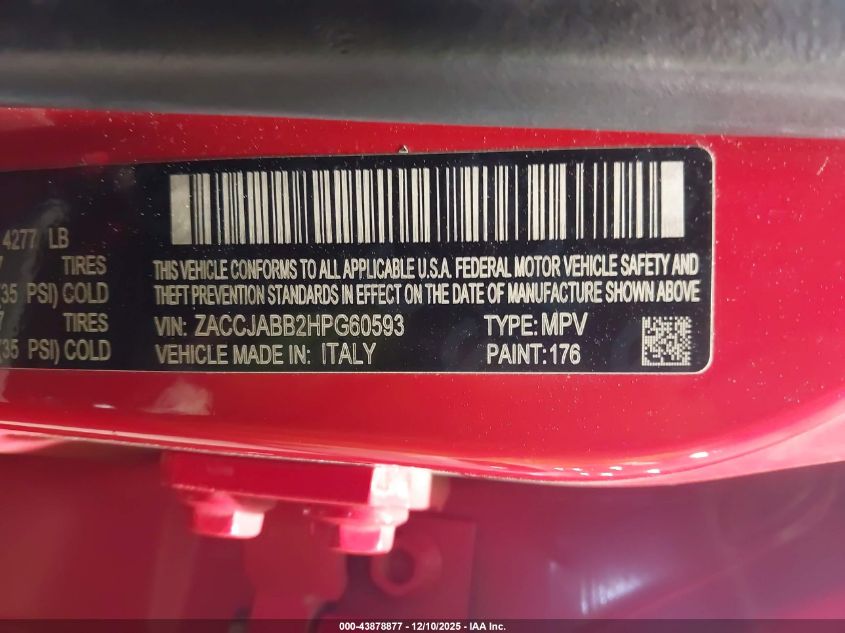 4277 LB
TIRES
(35 PSI) COLD
TIRES
(35 PSI) COLD
THIS VEHICLE CONFORMS TO ALL APPLICABLE U.S.A. FEDERAL MOTOR VEHICLE SAFETY AND
THEFT PREVENTION STANDARDS IN EFFECT ON THE DATE OF MANUFACTURE SHOWN ABOVE
VIN: ZACCJABB2HPG60593 TYPE: MPV
VEHICLE MADE IN: ITALY PAINT: 176
000-43878877 - 12/10/2025 - IAA Inc.